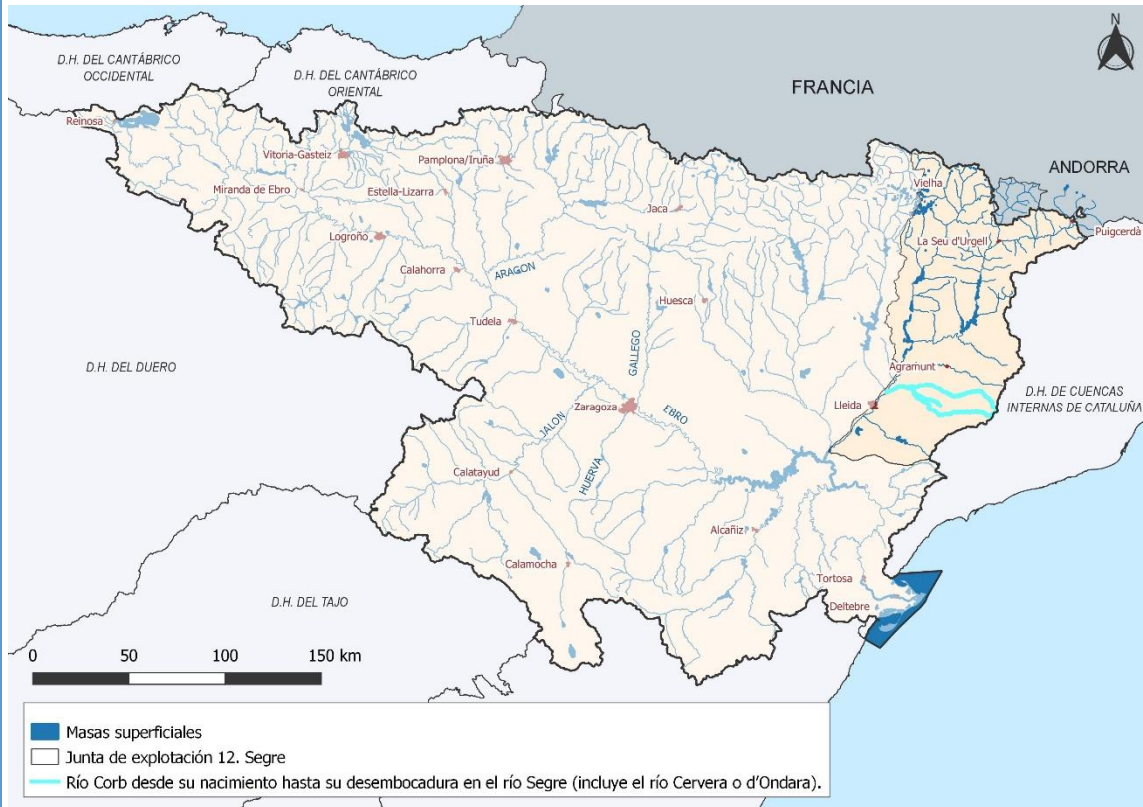 N
D.H. DEL CANTÁBRICO
OCCIDENTAL
D.H. DEL CANTÁBRICO
ORIENTAL
FRANCIA
ANDORRA
Reinosa
Vitoria-Gasteiz
Pamplona/Iruña
Vielha
Miranda de Ebro
Estella-Lizarra
Jaca
Puigcerdà
La Seu d'Urgell
Logroño
Calahorra
ARAGON
Huesca
Tudela
GALLEGO
D.H. DEL DUERO
Agramunt
D.H. DE CUENCAS
INTERNAS DE CATALUÑA
Lleida
Zaragoza
EBRO
JALON
HUERVA
Calatayud
Alcañiz
Calamocha
Tortosa
Deltebre
D.H. DEL TAJO
0 50 100 150 km
Masas superficiales
Junta de explotación 12. Segre
Río Corb desde su nacimiento hasta su desembocadura en el río Segre (incluye el río Cervera o d'Ondara).